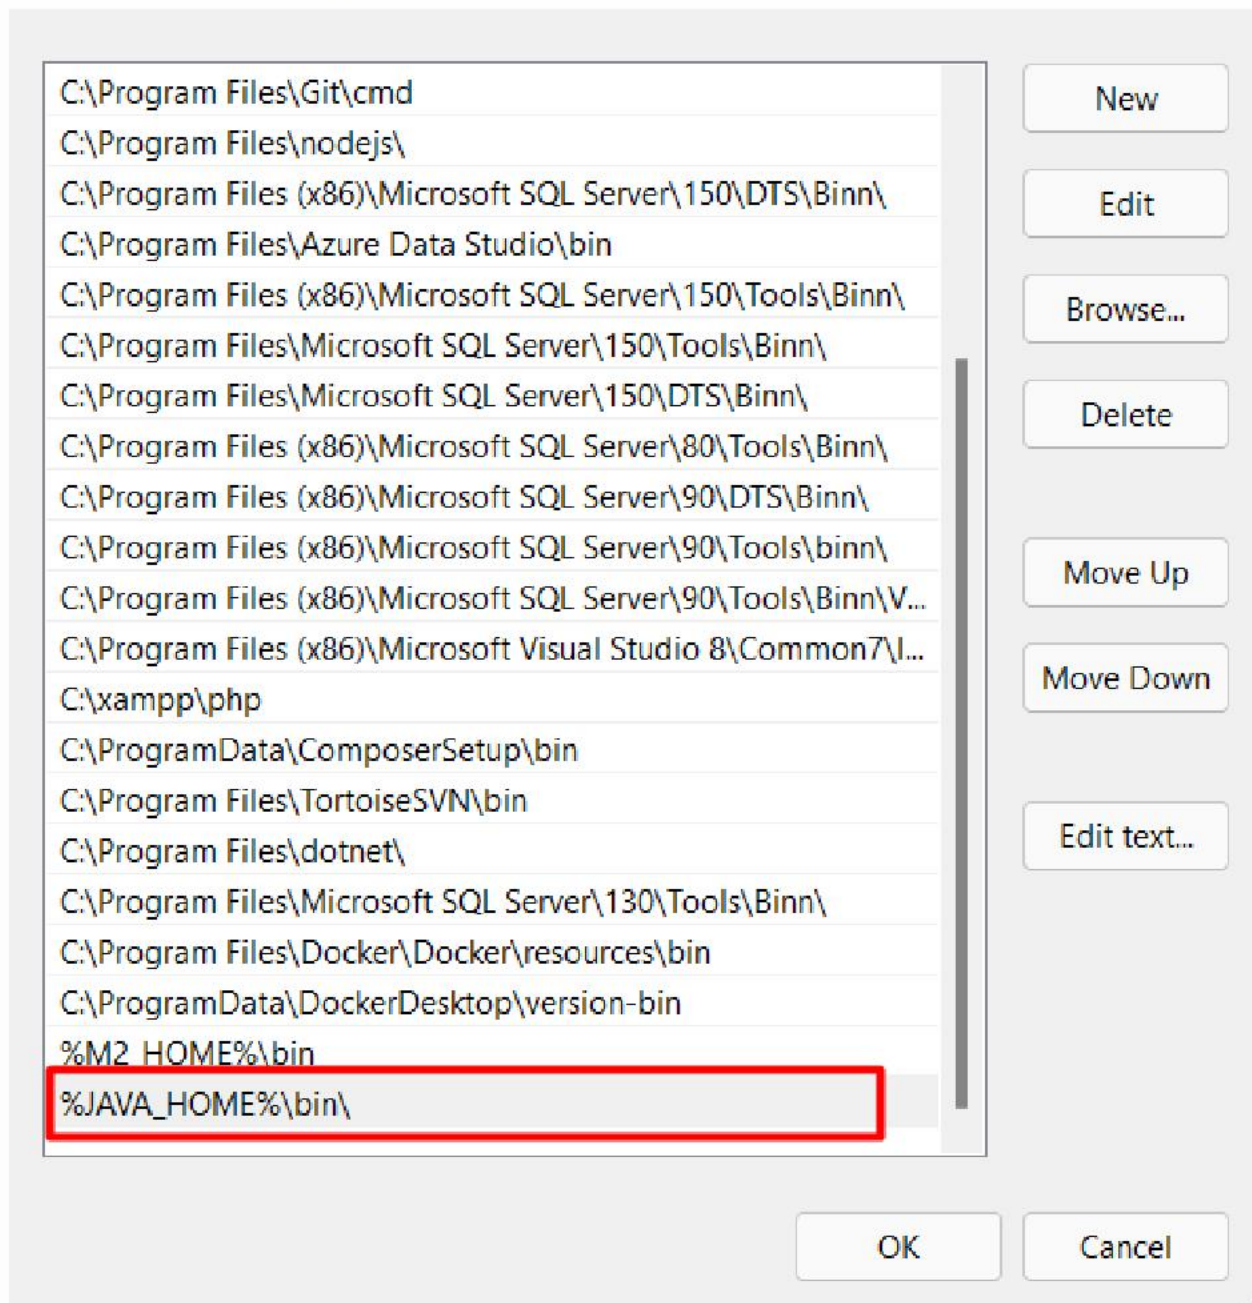 C:\Program Files\Git\cmd
C:\Program Files\nodejs\
C:\Program Files (x86)\Microsoft SQL Server\150\DTS\Binn\
C:\Program Files\Azure Data Studio\bin
C:\Program Files (x86)\Microsoft SQL Server\150\Tools\Binn\
C:\Program Files\Microsoft SQL Server\150\Tools\Binn\
C:\Program Files\Microsoft SQL Server\150\DTS\Binn\
C:\Program Files (x86)\Microsoft SQL Server\80\Tools\Binn\
C:\Program Files (x86)\Microsoft SQL Server\90\DTS\Binn\
C:\Program Files (x86)\Microsoft SQL Server\90\Tools\binn\
C:\Program Files (x86)\Microsoft SQL Server\90\Tools\Binn\V...
C:\Program Files (x86)\Microsoft Visual Studio 8\Common7\I...
C:\xampp\php
C:\ProgramData\ComposerSetup\bin
C:\Program Files\TortoiseSVN\bin
C:\Program Files\dotnet\
C:\Program Files\Microsoft SQL Server\130\Tools\Binn\
C:\Program Files\Docker\Docker\resources\bin
C:\ProgramData\DockerDesktop\version-bin
%M2_HOME%\bin
%JAVA_HOME%\bin\
New
Edit
Browse...
Delete
Move Up
Move Down
Edit text...
OK
Cancel